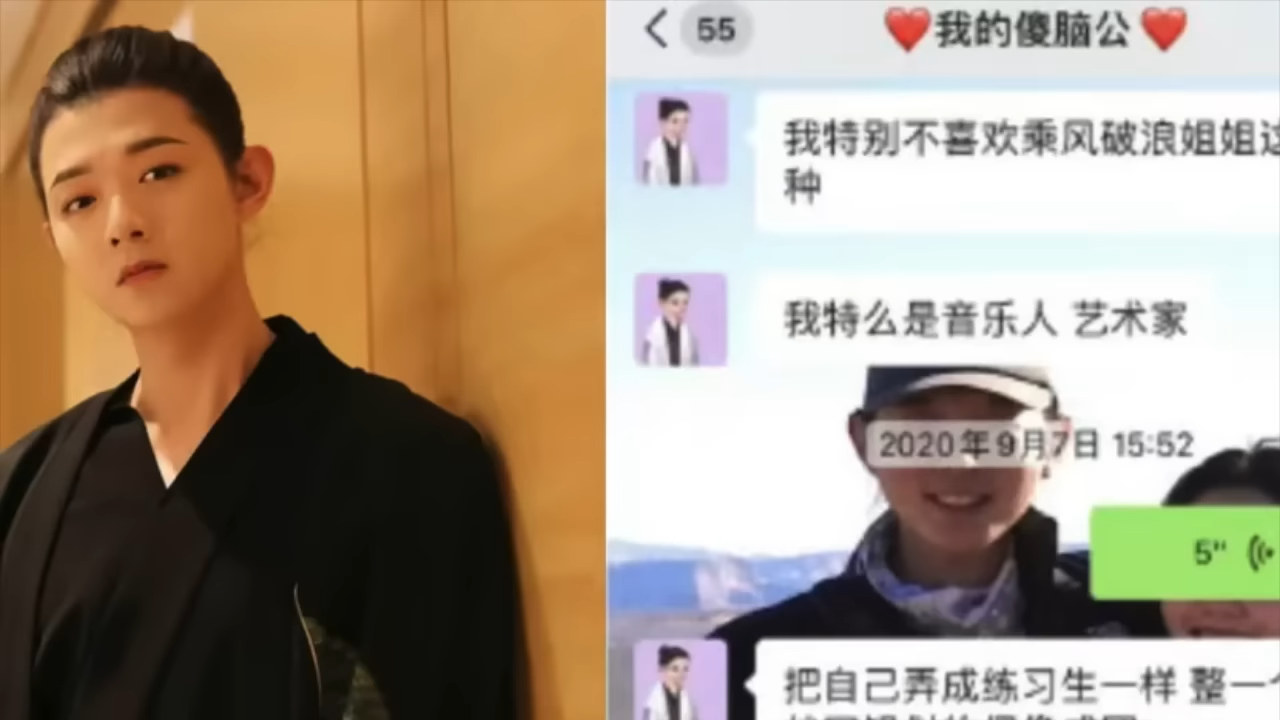 55
我的傻脑公
我特别不喜欢乘风破浪姐姐这
种
我特么是音乐人 艺术家
2020年9月7日 15:52
5"
把自己弄成练习生一样 整一个